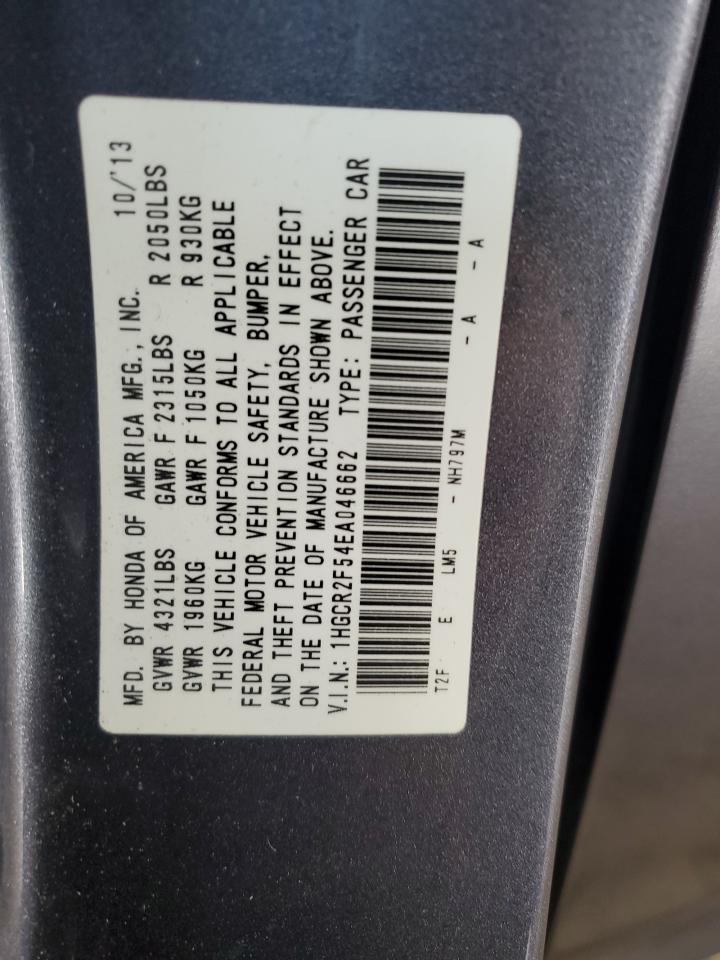 MFD. BY HONDA OF AMERICA MFG., INC. 10/'13
GVWR 4321LBS GAWR F 2315LBS R 2050LBS
GVWR 1960KG GAWR F 1050KG R 930KG
THIS VEHICLE CONFORMS TO ALL APPLICABLE
FEDERAL MOTOR VEHICLE SAFETY, BUMPER,
AND THEFT PREVENTION STANDARDS IN EFFECT
ON THE DATE OF MANUFACTURE SHOWN ABOVE.
V.I.N.: 1HGCR2F54EA046662 TYPE: PASSENGER CAR
T2F E LM5 - NH797M - A - A